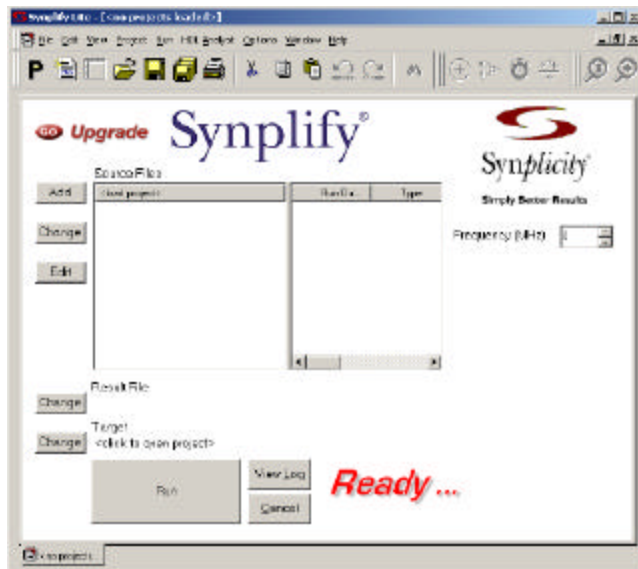 Synplify Lite - [<no projects loaded>]
File Edit View Project Run HDL Analyst Options Window Help
P
GO Upgrade Synplify®
Synplicity®
Simply Better Results
Source Files
Add
Type
Change
Frequency (MHz)
Edit
Result File
Change
Target
Change <click to open project>
Run
View Log
Cancel
Ready ...